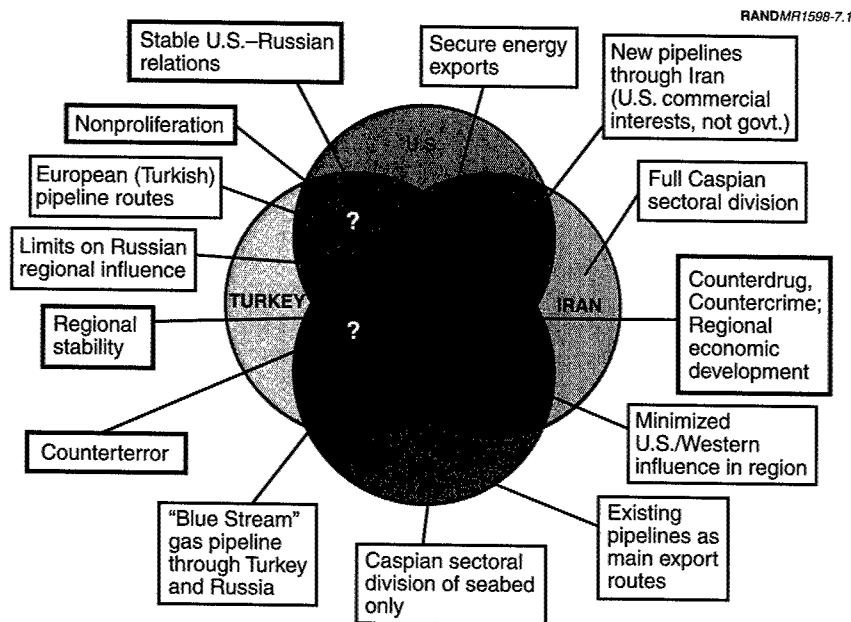 RANDMR1598-7.1
Stable U.S.–Russian
relations
Secure energy
exports
New pipelines
through Iran
(U.S. commercial
interests, not govt.)
Nonproliferation
U.S.
European (Turkish)
pipeline routes
Full Caspian
sectoral division
?
Limits on Russian
regional influence
TURKEY
IRAN
Counterdrug,
Countercrime;
Regional
economic
development
Regional
stability
?
Minimized
U.S./Western
influence in region
Counterterror
“Blue Stream”
gas pipeline
through Turkey
and Russia
Caspian sectoral
division of seabed
only
Existing
pipelines as
main export
routes